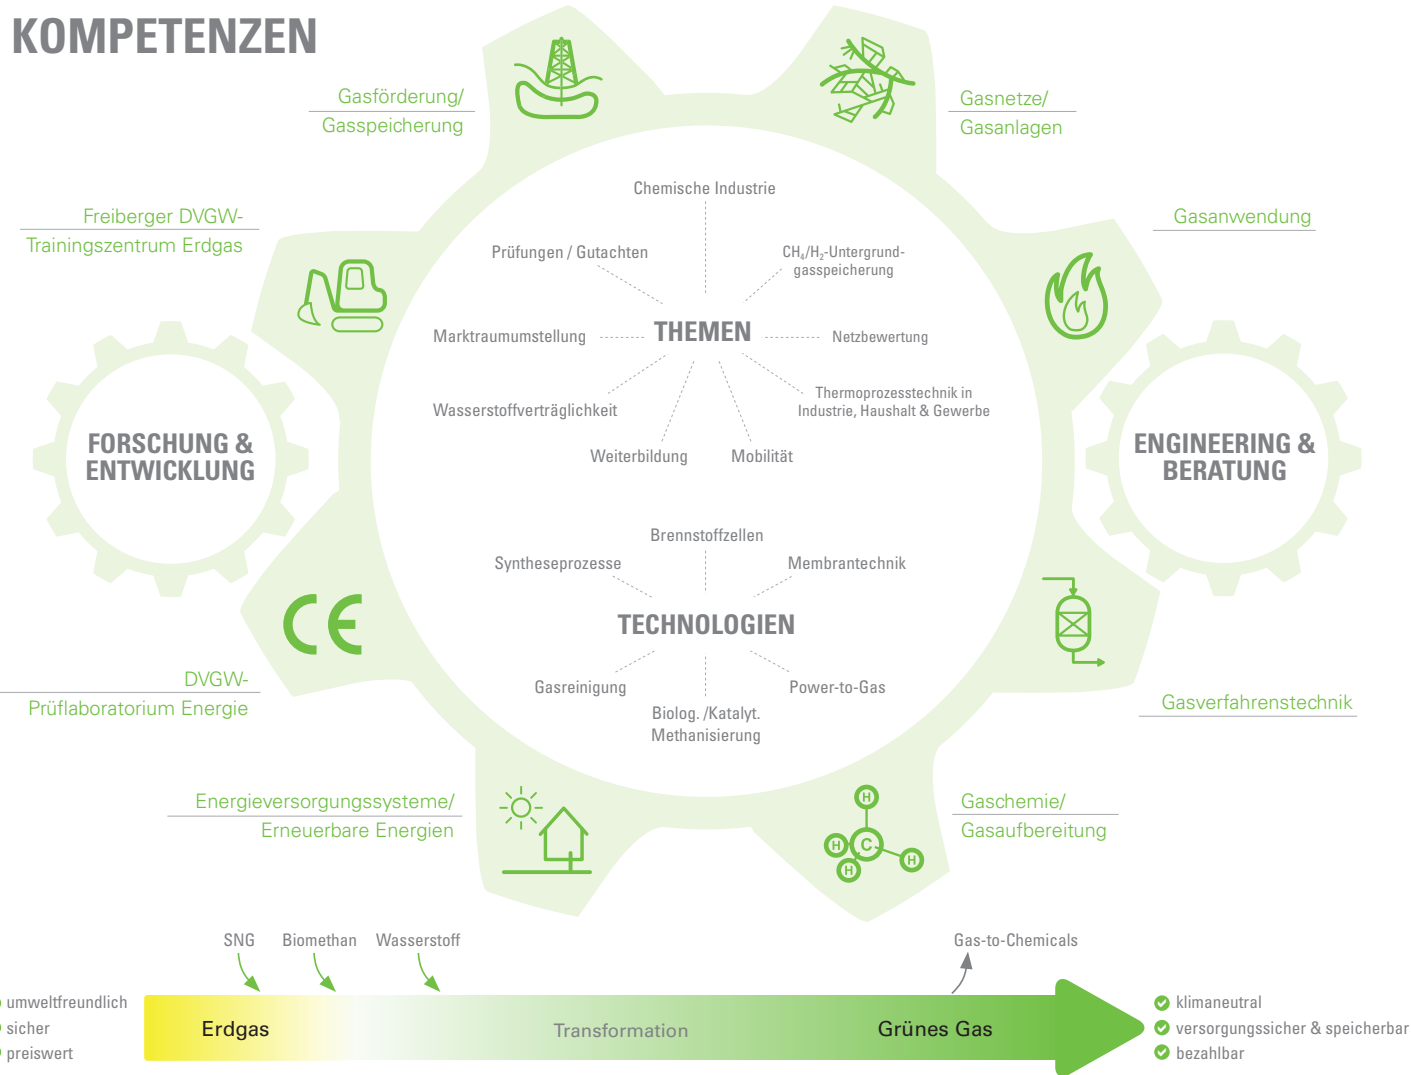 KOMPETENZEN
Gasförderung/
Gasspeicherung
Gasnetze/
Gasanlagen
Freiberger DVGW-
Trainingszentrum Erdgas
Gasanwendung
Chemische Industrie
Prüfungen / Gutachten
CH₄/H₂-Untergrund-
gasspeicherung
Marktraumumstellung
THEMEN
Netzbewertung
Wasserstoffverträglichkeit
Thermoprozesstechnik in
Industrie, Haushalt & Gewerbe
Weiterbildung
Mobilität
FORSCHUNG &
ENTWICKLUNG
ENGINEERING &
BERATUNG
Brennstoffzellen
Syntheseprozesse
Membrantechnik
TECHNOLOGIEN
Gasreinigung
Power-to-Gas
Biolog. /Katalyt.
Methanisierung
CE
DVGW-
Prüflaboratorium Energie
Gasverfahrenstechnik
Energieversorgungssysteme/
Erneuerbare Energien
H
H
C
H
H
Gaschemie/
Gasaufbereitung
SNG
Biomethan
Wasserstoff
Gas-to-Chemicals
umweltfreundlich
sicher
preiswert
Erdgas
Transformation
Grünes Gas
klimaneutral
versorgungssicher & speicherbar
bezahlbar